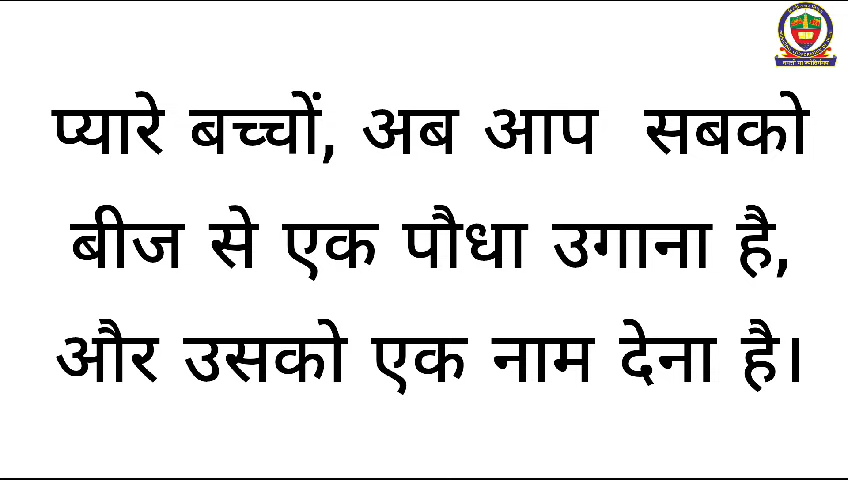 प्यारे बच्चों, अब आप सबको
बीज से एक पौधा उगाना है,
और उसको एक नाम देना है।